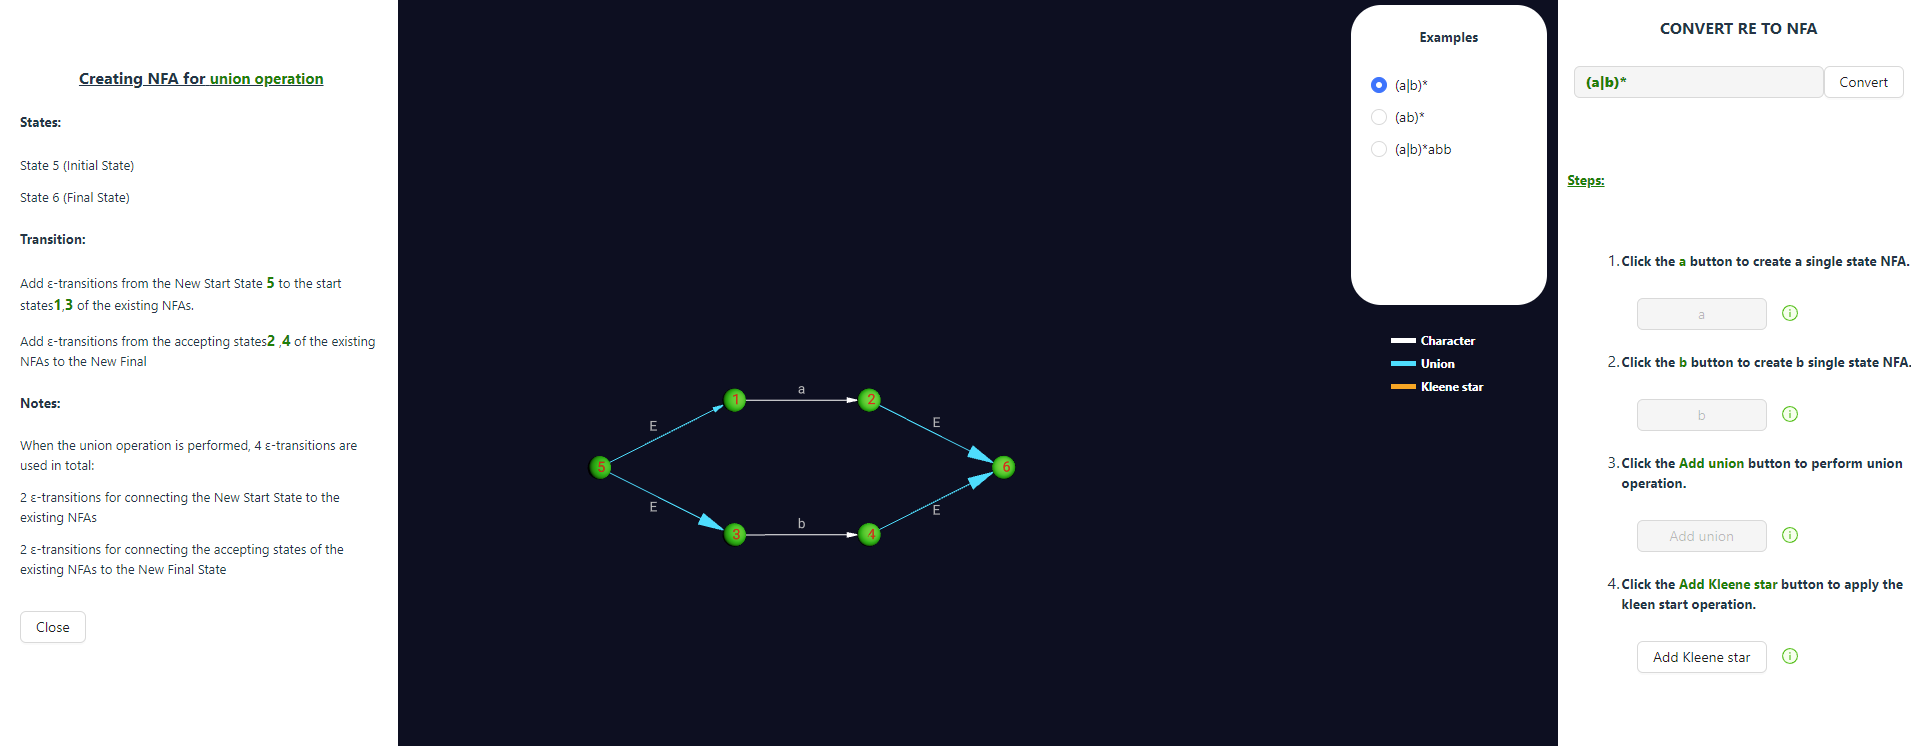 Creating NFA for union operation
States:
State 5 (Initial State)
State 6 (Final State)
Transition:
Add ε-transitions from the New Start State 5 to the start
states1,3 of the existing NFAs.
Add ε-transitions from the accepting states2 ,4 of the existing
NFAs to the New Final
Notes:
When the union operation is performed, 4 ε-transitions are
used in total:
2 ε-transitions for connecting the New Start State to the
existing NFAs
2 ε-transitions for connecting the accepting states of the
existing NFAs to the New Final State
Close
1
a
2
E
E
5
6
E
E
3
b
4
Examples
(a|b)*
(ab)*
(a|b)*abb
Character
Union
Kleene star
CONVERT RE TO NFA
(a|b)*
Convert
Steps:
1. Click the a button to create a single state NFA.
a
2. Click the b button to create b single state NFA.
b
3. Click the Add union button to perform union
operation.
Add union
4. Click the Add Kleene star button to apply the
kleen start operation.
Add Kleene star